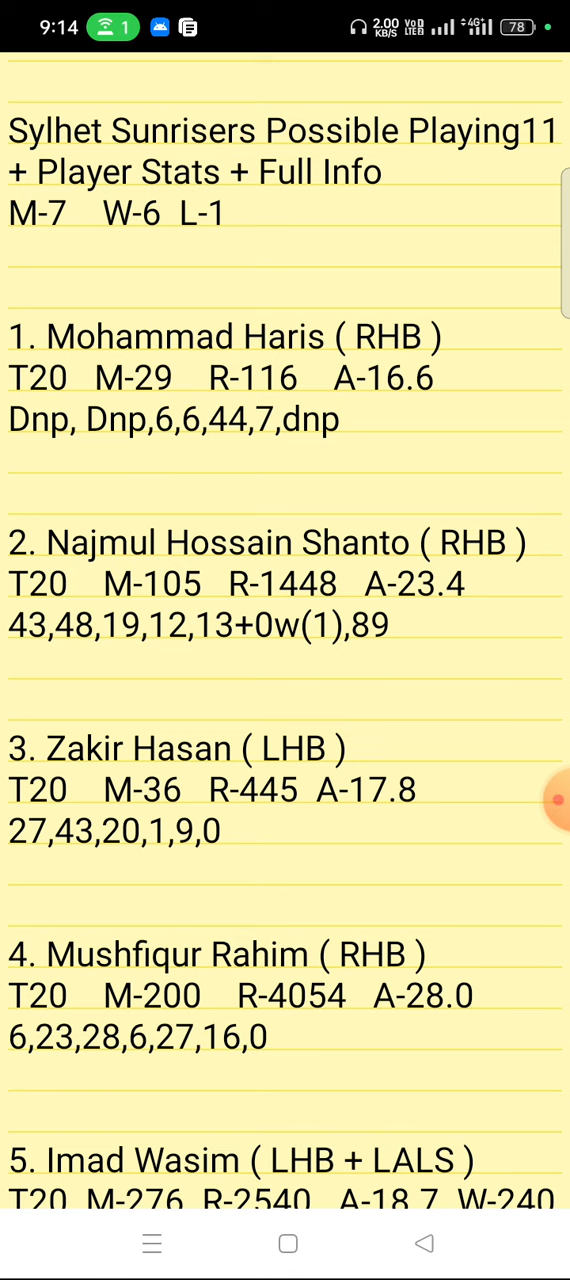 9:14 1 2.00 KB/S VoD LTE2 4G+ 78
Sylhet Sunrisers Possible Playing11
+ Player Stats + Full Info
M-7 W-6 L-1
1. Mohammad Haris ( RHB )
T20 M-29 R-116 A-16.6
Dnp, Dnp,6,6,44,7,dnp
2. Najmul Hossain Shanto ( RHB )
T20 M-105 R-1448 A-23.4
43,48,19,12,13+0w(1),89
3. Zakir Hasan ( LHB )
T20 M-36 R-445 A-17.8
27,43,20,1,9,0
4. Mushfiqur Rahim ( RHB )
T20 M-200 R-4054 A-28.0
6,23,28,6,27,16,0
5. Imad Wasim ( LHB + LALS )
T20 M-276 R-2540 A-18.7 W-240